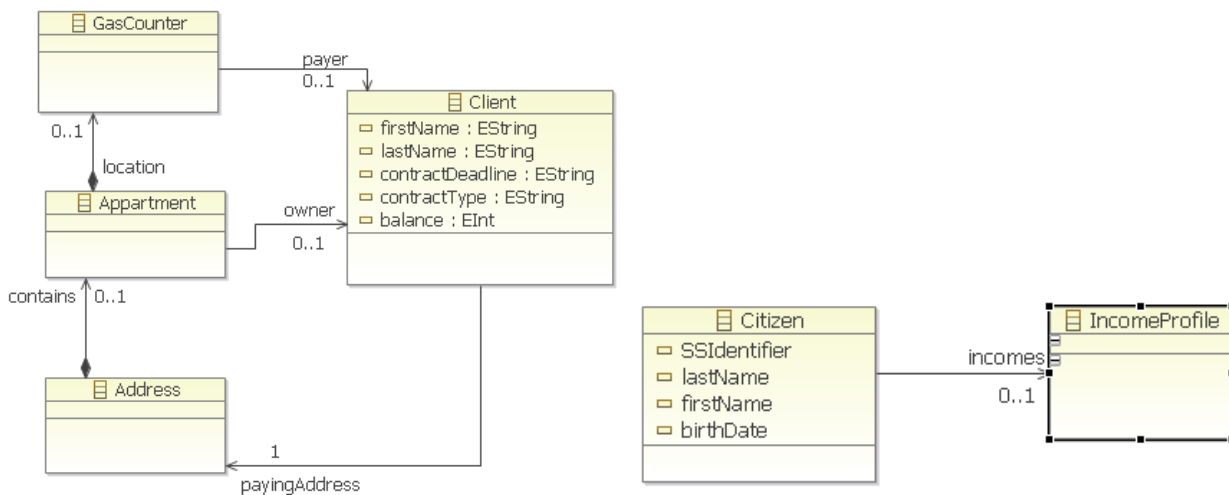 GasCounter
payer
0..1
Client
firstName : EString
lastName : EString
contractDeadline : EString
contractType : EString
balance : EInt
0..1
location
Appartment
owner
0..1
contains
0..1
Address
1
payingAddress
Citizen
SSIdentifier
lastName
firstName
birthDate
incomes
0..1
IncomeProfile